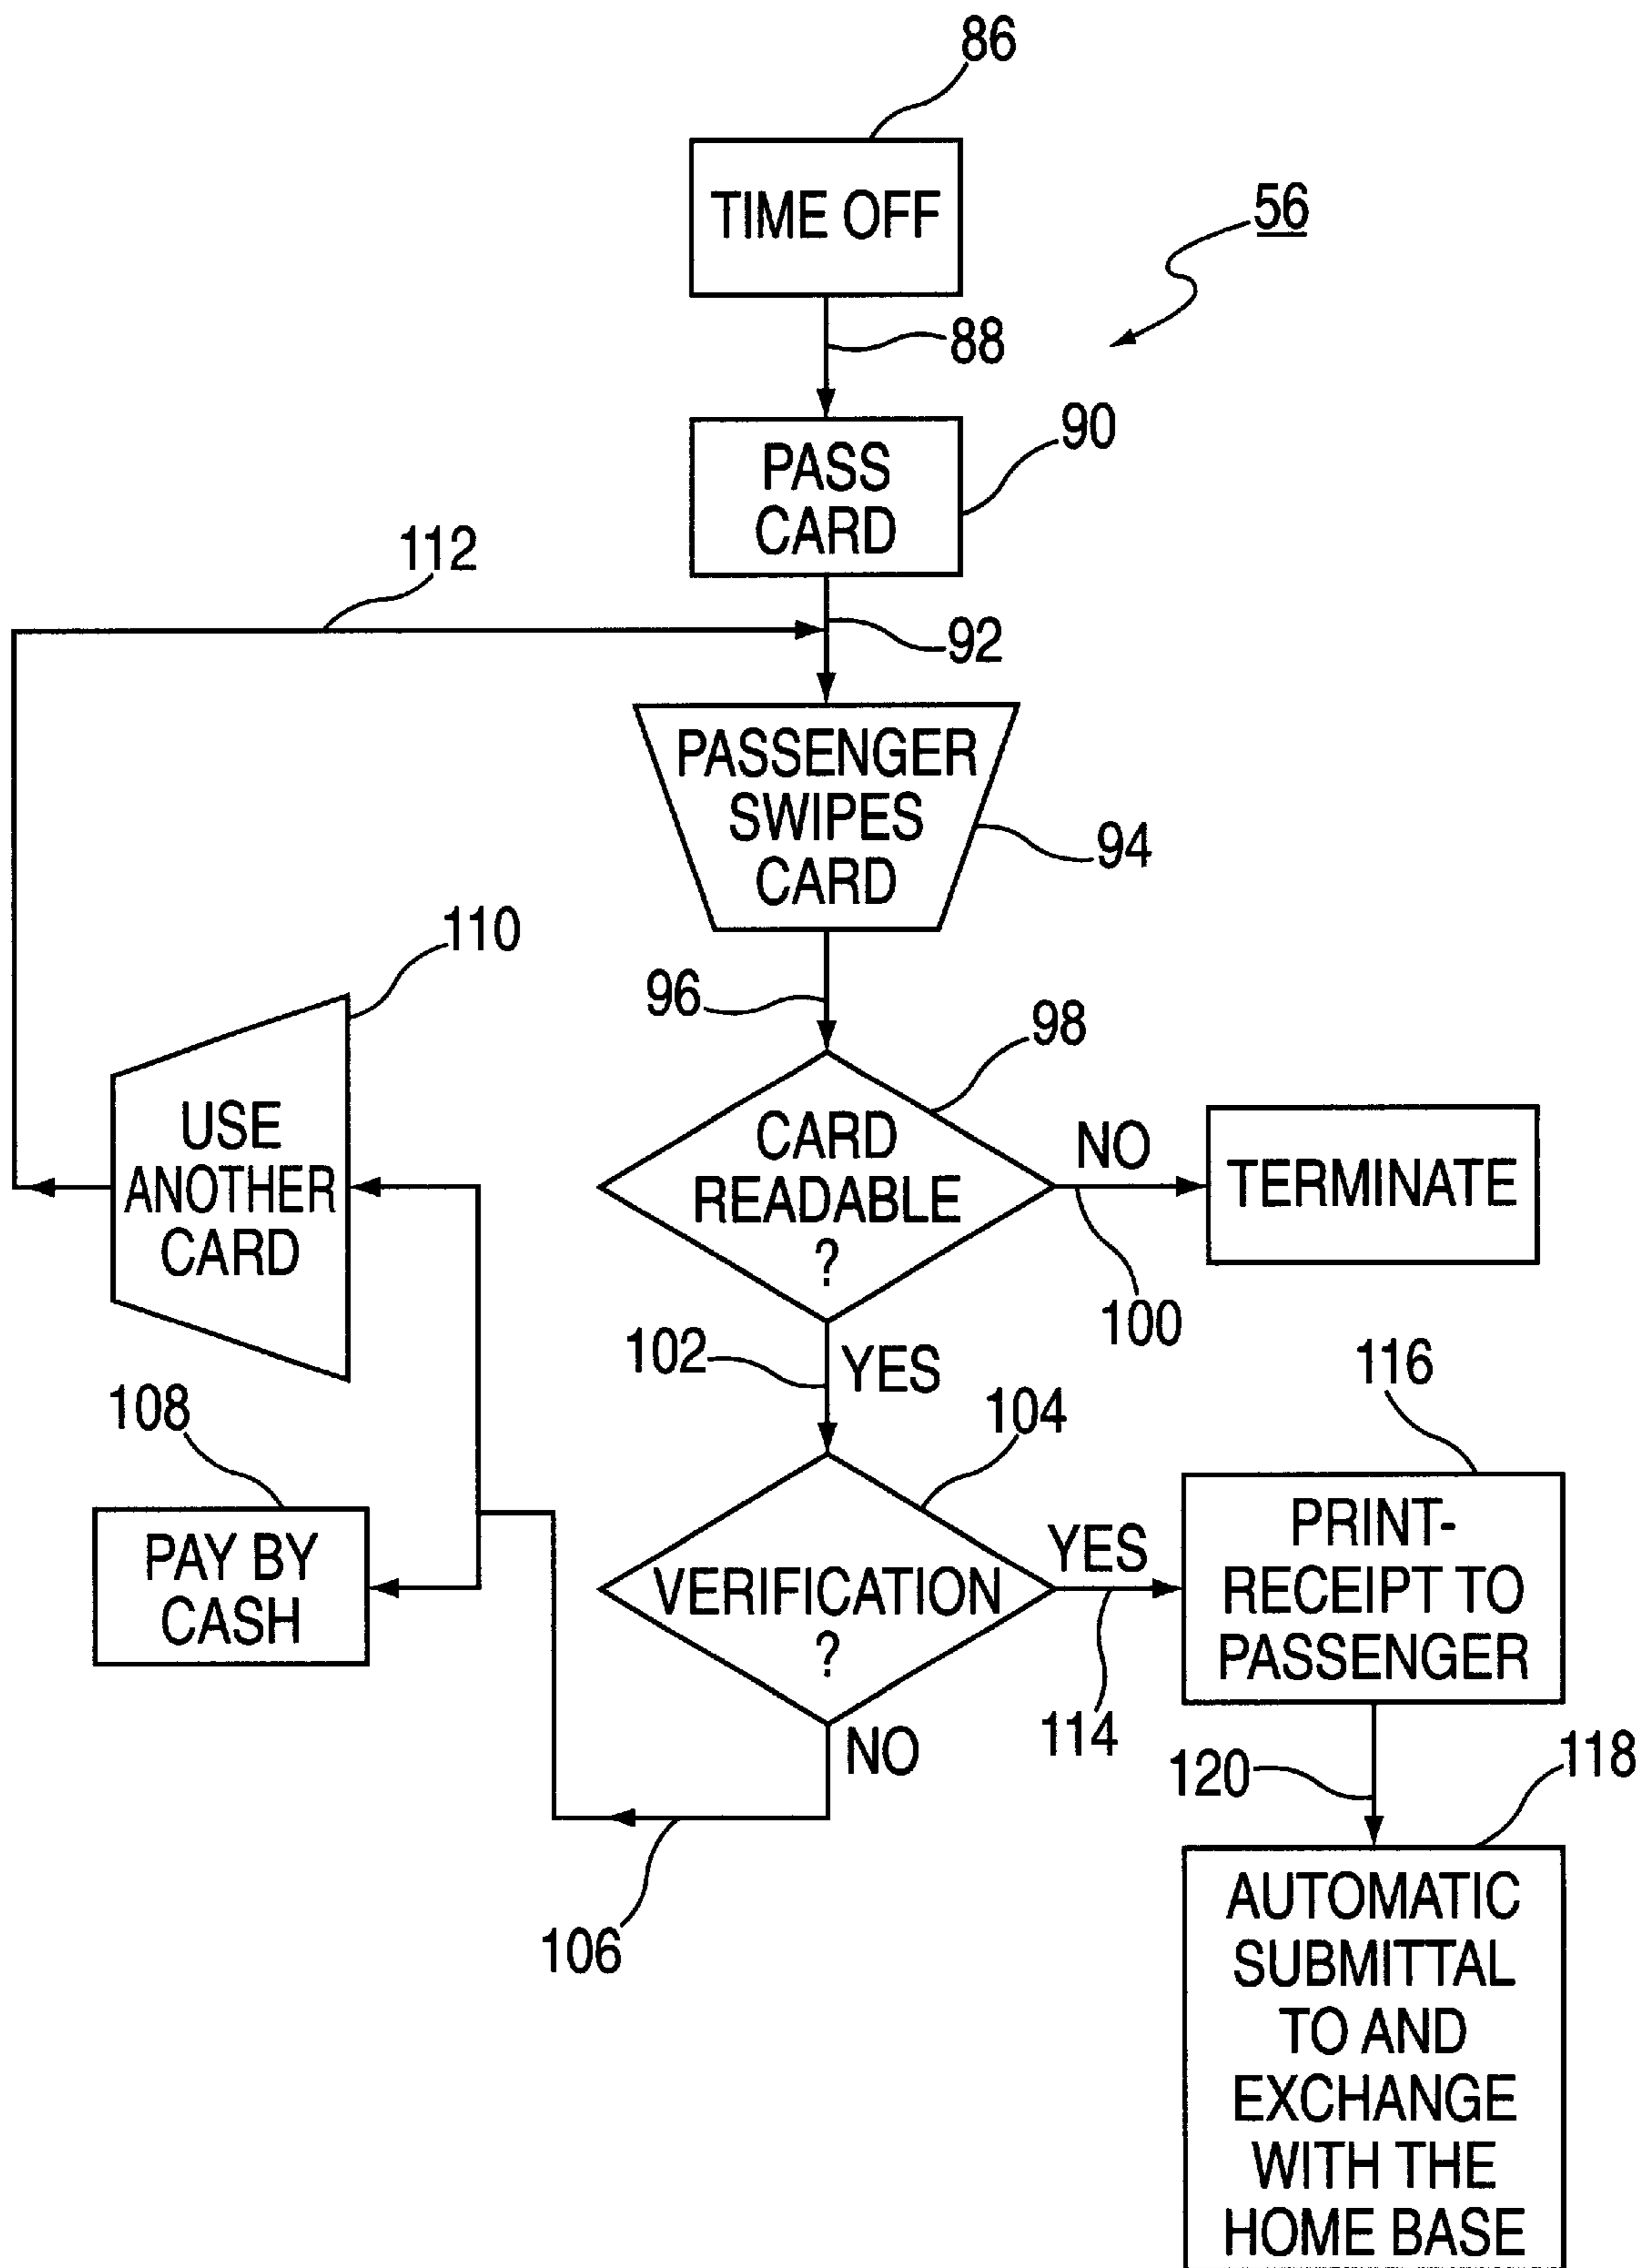 86
TIME OFF
56
88
90
PASS
CARD
112
92
PASSENGER
SWIPES
CARD
94
110
96
98
USE
ANOTHER
CARD
CARD
READABLE
?
NO
TERMINATE
100
102
YES
116
108
104
PAY BY
CASH
VERIFICATION
?
YES
PRINT-
RECEIPT TO
PASSENGER
114
NO
120
118
106
AUTOMATIC
SUBMITTAL
TO AND
EXCHANGE
WITH THE
HOME BASE